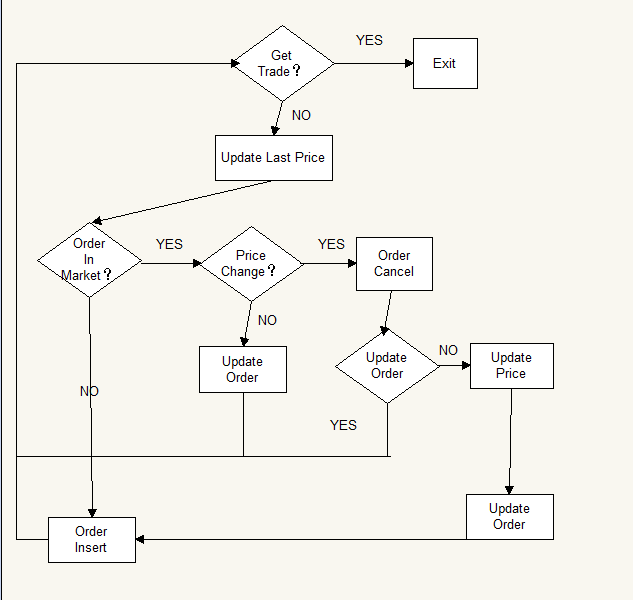 YES
Get
Trade?
Exit
NO
Update Last Price
Order
In
Market?
YES
Price
Change?
YES
Order
Cancel
NO
Update
Order
Update
Order
NO
Update
Price
NO
YES
Update
Order
Order
Insert